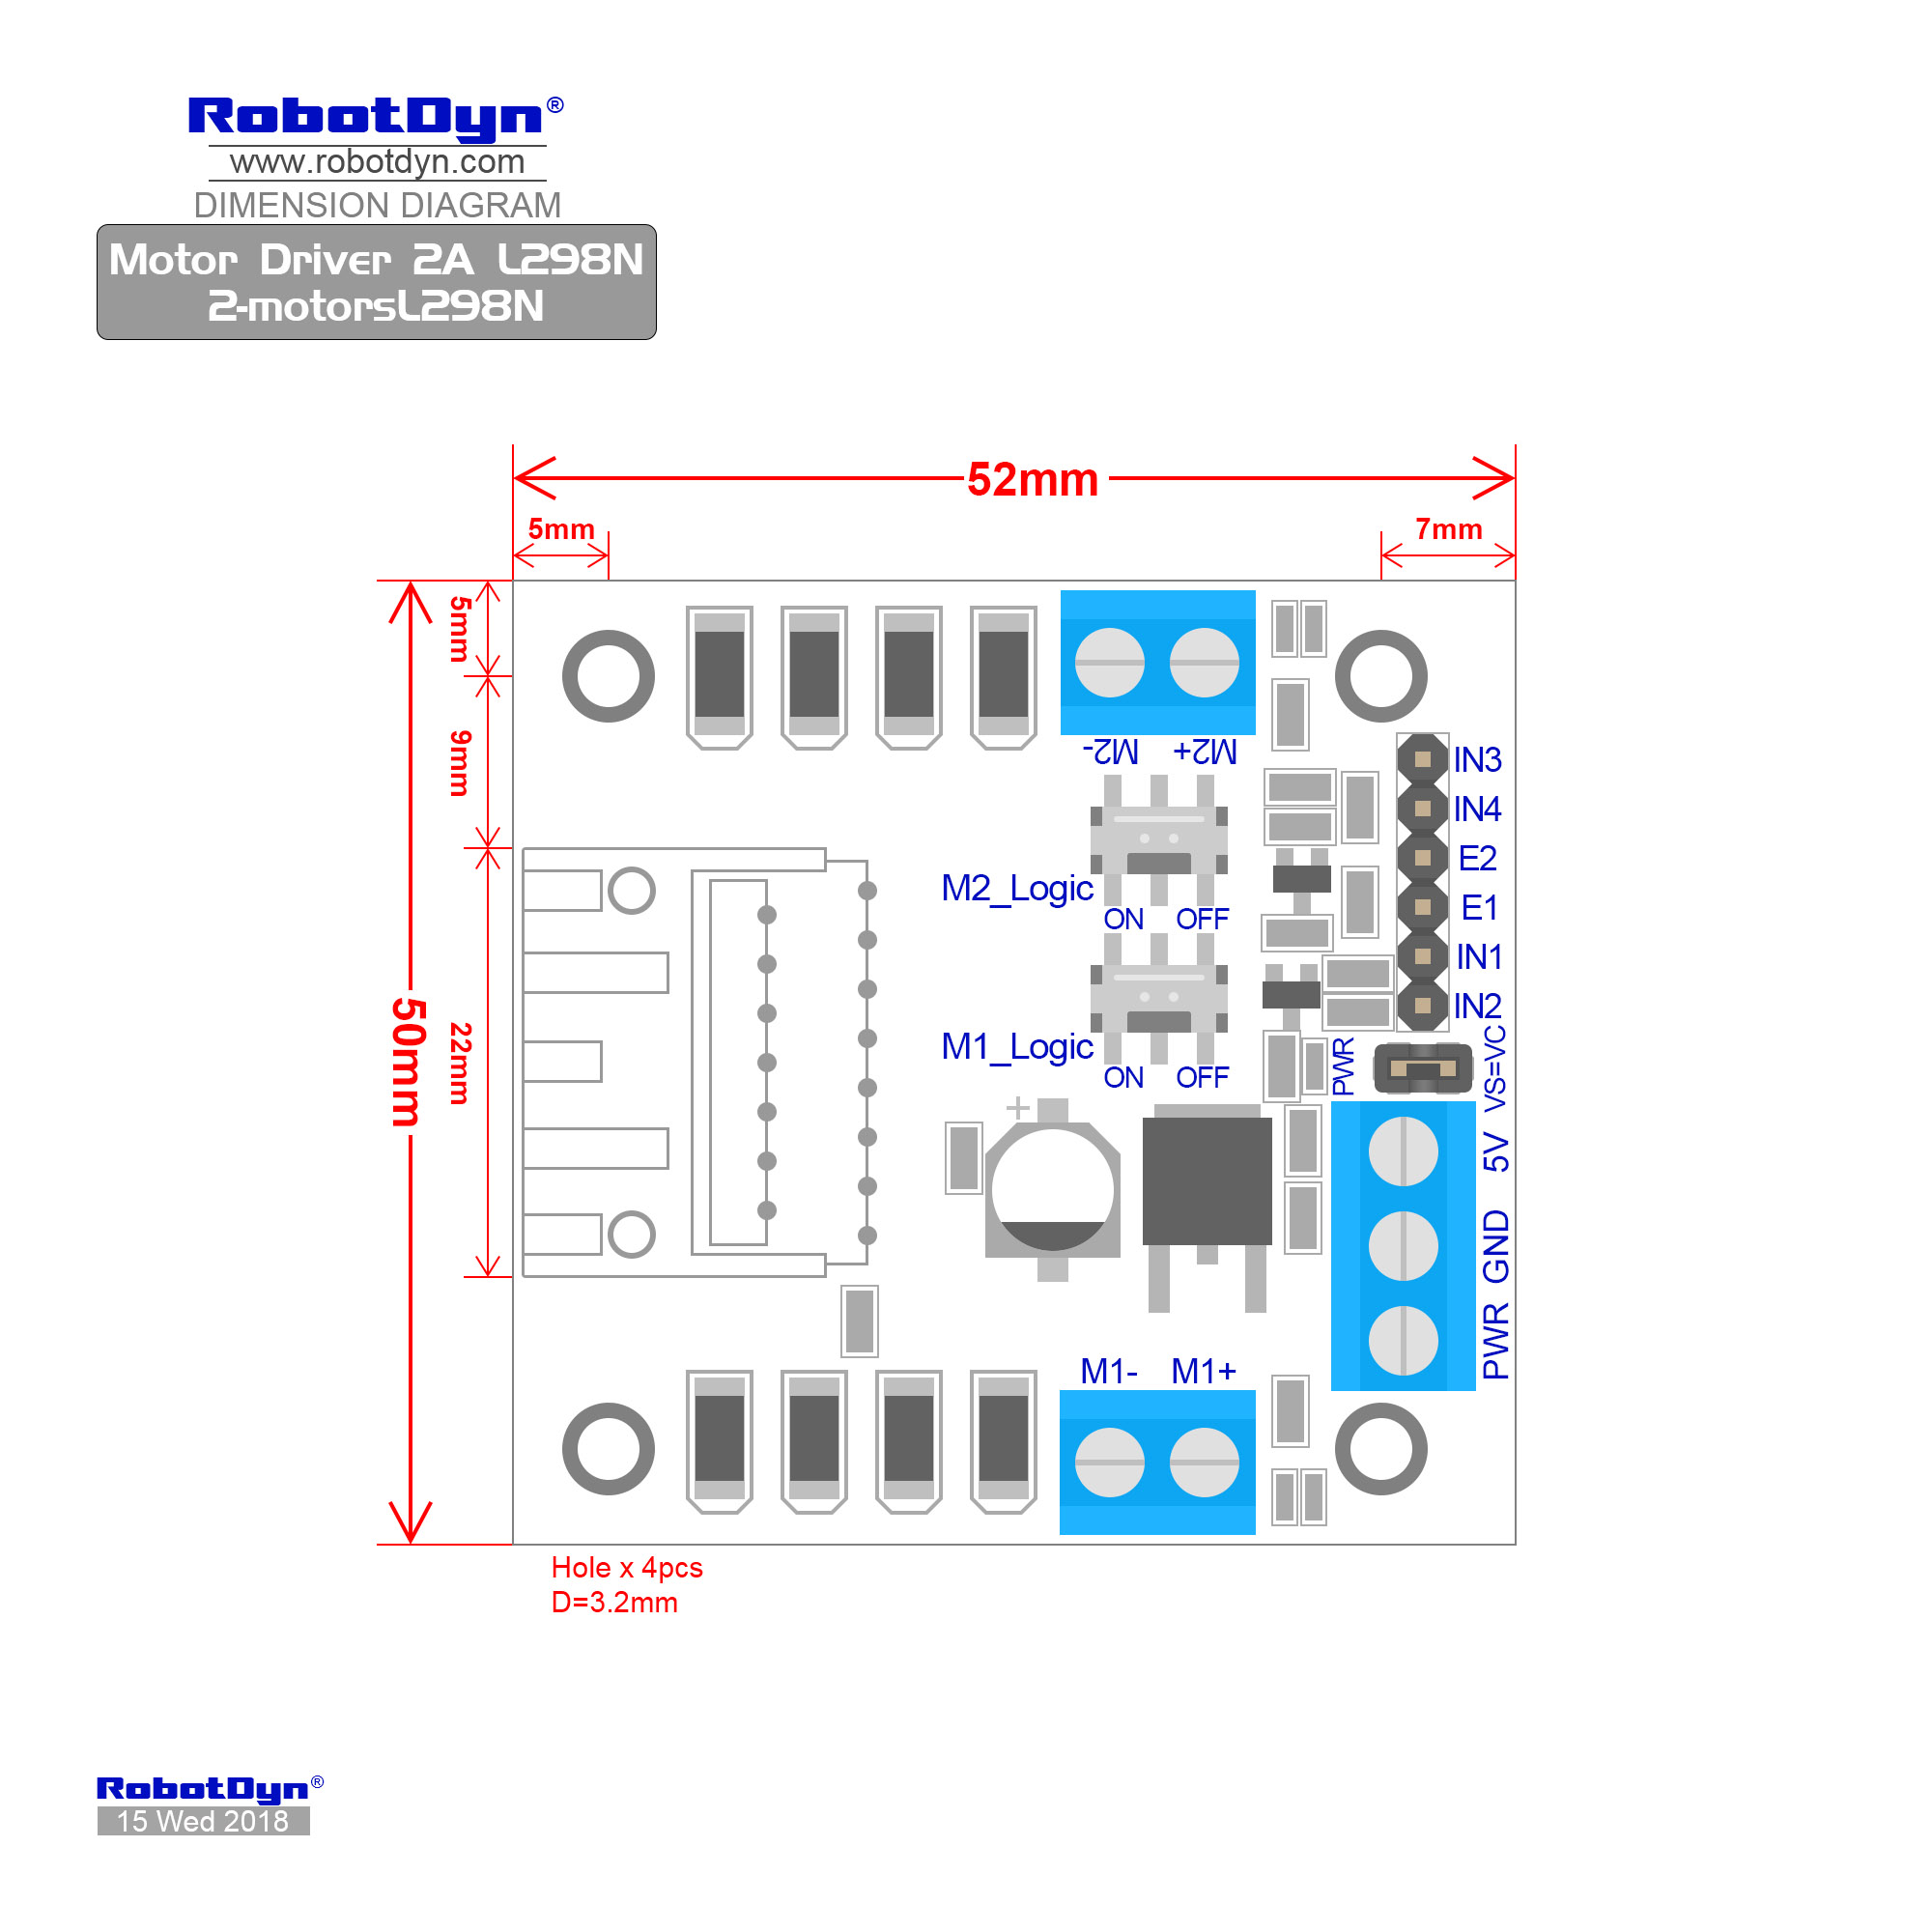 RobotDyn®
www.robotdyn.com
DIMENSION DIAGRAM
Motor Driver 2A L298N
2-motorsL298N
52mm
5mm
7mm
5mm
9mm
22mm
50mm
M2-
M2+
IN3
IN4
E2
E1
IN1
IN2
M2_Logic
ON
OFF
M1_Logic
ON
OFF
PWR
VS=VC
+
5V
GND
PWR
M1-
M1+
Hole x 4pcs
D=3.2mm
RobotDyn®
15 Wed 2018